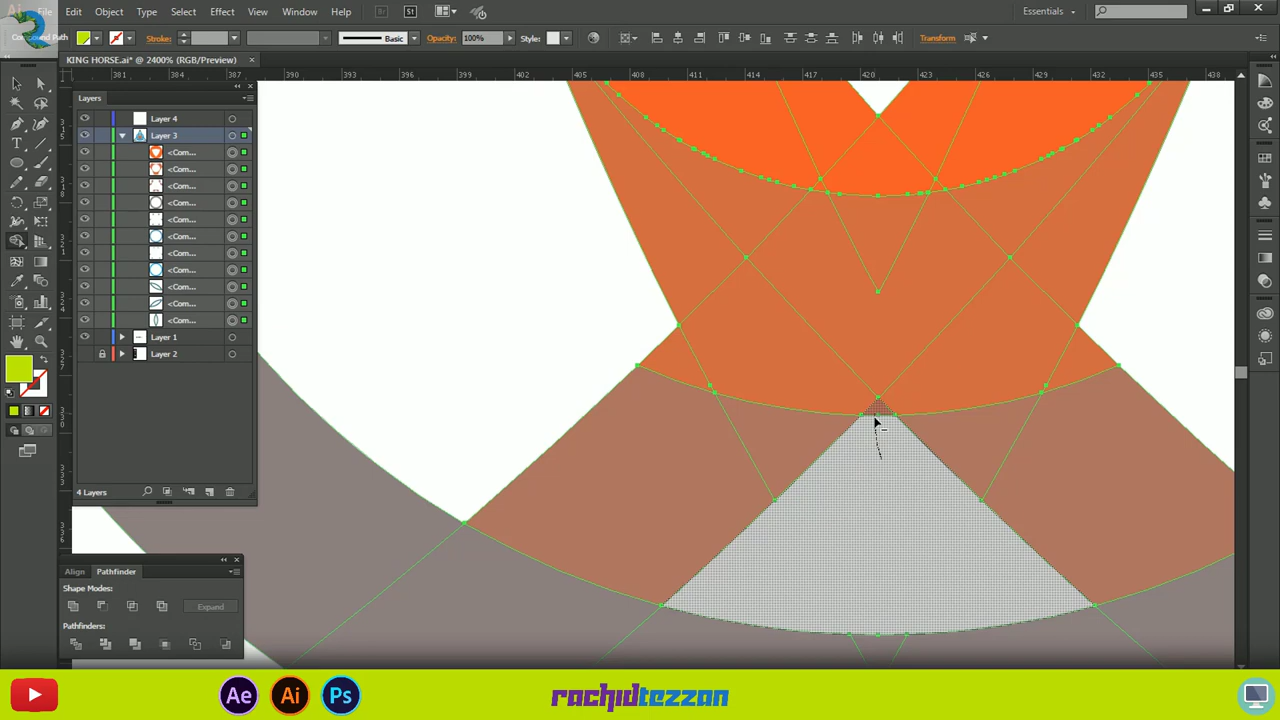 File Edit Object Type Select Effect View Window Help Br St Essentials
Compound Path Stroke: Basic Opacity: 100% Style: Transform
KING HORSE.ai* @ 2400% (RGB/Preview) ×
381 384 387 390 393 396 399 402 405 408 411 414 417 420 423 426 429 432 435 438
Layers
Layer 4
Layer 3
<Com...
<Com...
<Com...
<Com...
<Com...
<Com...
<Com...
<Com...
<Com...
<Com...
<Com...
Layer 1
Layer 2
4 Layers
Align Pathfinder
Shape Modes:
Expand
Pathfinders:
Ae Ai Ps rachidtezzan